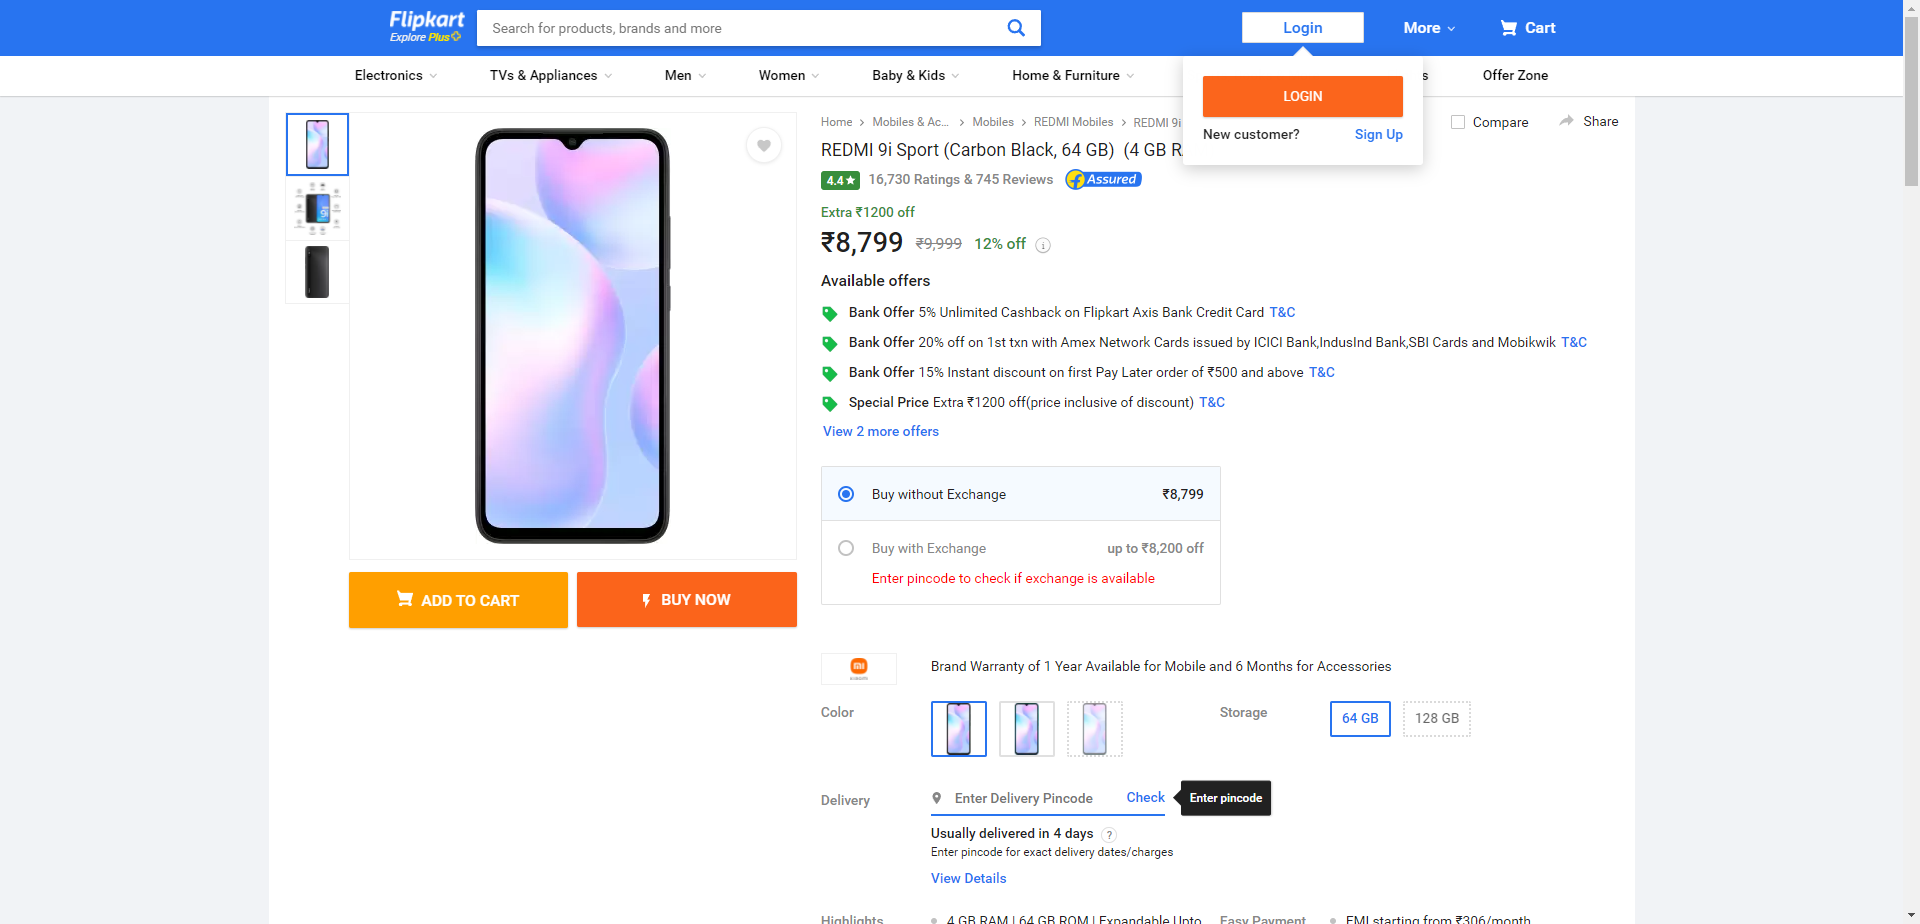 Flipkart
Explore Plus
Search for products, brands and more
Login
More
Cart
Electronics
TVs & Appliances
Men
Women
Baby & Kids
Home & Furniture
Offer Zone
LOGIN
New customer?
Sign Up
Home
Mobiles & Ac...
Mobiles
REDMI Mobiles
REDMI 9i
Compare
Share
REDMI 9i Sport (Carbon Black, 64 GB) (4 GB
4.4★
16,730 Ratings & 745 Reviews
Assured
Extra ₹1200 off
₹8,799 ₹9,999 12% off
Available offers
Bank Offer 5% Unlimited Cashback on Flipkart Axis Bank Credit Card T&C
Bank Offer 20% off on 1st txn with Amex Network Cards issued by ICICI Bank,IndusInd Bank,SBI Cards and Mobikwik T&C
Bank Offer 15% Instant discount on first Pay Later order of ₹500 and above T&C
Special Price Extra ₹1200 off(price inclusive of discount) T&C
View 2 more offers
Buy without Exchange ₹8,799
Buy with Exchange up to ₹8,200 off
Enter pincode to check if exchange is available
ADD TO CART
BUY NOW
Brand Warranty of 1 Year Available for Mobile and 6 Months for Accessories
Color
Storage
64 GB
128 GB
Delivery
Enter Delivery Pincode
Check
Enter pincode
Usually delivered in 4 days ?
Enter pincode for exact delivery dates/charges
View Details
Highlights
4 GB RAM | 64 GB ROM | Expandable Upto
Easy Payment
EMI starting from ₹306/month